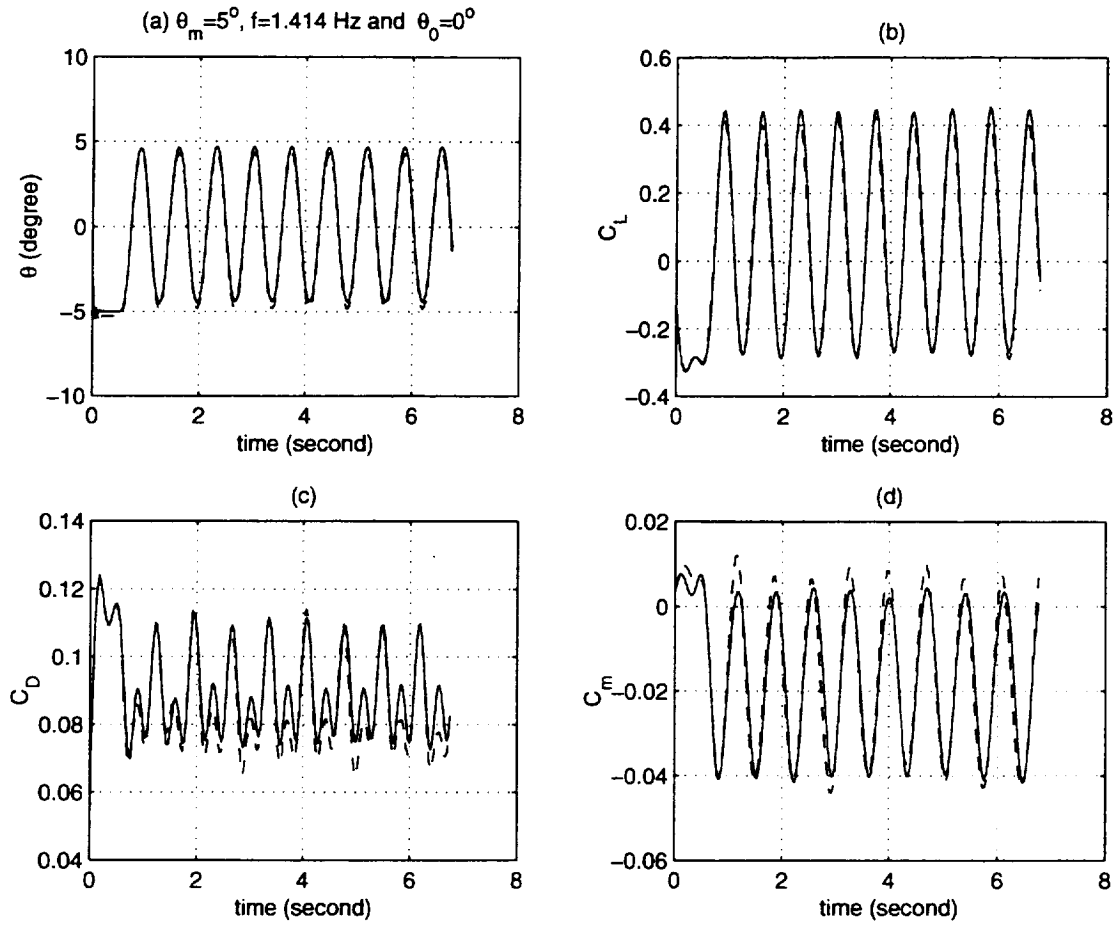 (a) θm=5°, f=1.414 Hz and θ0=0°
10
5
0
−5
−10
θ (degree)
0 2 4 6 8
time (second)
(b)
0.6
0.4
0.2
0
−0.2
−0.4
CL
0 2 4 6 8
time (second)
(c)
0.14
0.12
0.1
0.08
0.06
0.04
CD
0 2 4 6 8
time (second)
(d)
0.02
0
−0.02
−0.04
−0.06
Cm
0 2 4 6 8
time (second)